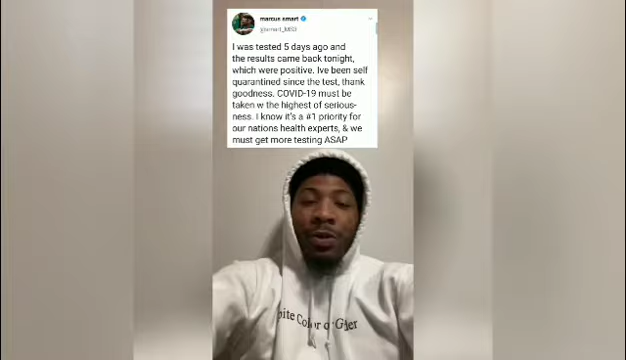 marcus smart
@smart_MS3
I was tested 5 days ago and
the results came back tonight,
which were positive. Ive been self
quarantined since the test, thank
goodness. COVID-19 must be
taken w the highest of serious-
ness. I know it's a #1 priority for
our nations health experts, & we
must get more testing ASAP
Color or G